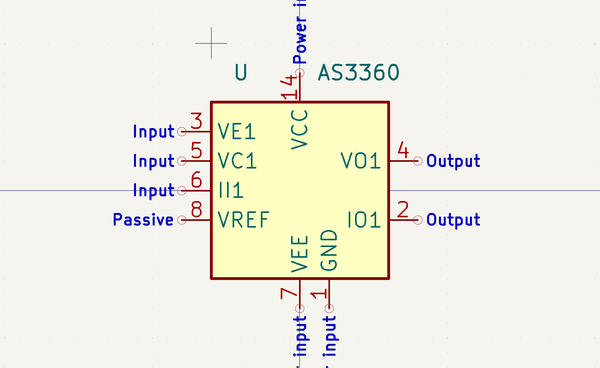 Power i
U
AS3360
14
VCC
Input
3
VE1
Input
5
VC1
VO1
4
Output
Input
6
II1
Passive
8
VREF
IO1
2
Output
VEE
GND
7
1
input
input